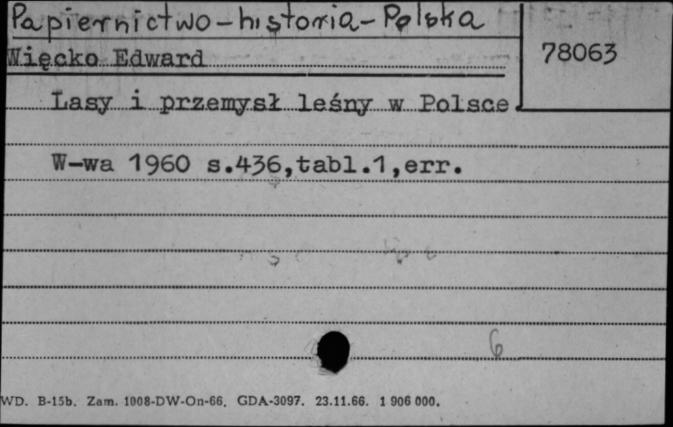 Papiernictwo-historia-Polska
Więcko Edward
78063
Lasy i przemysł leśny w Polsce.
W-wa 1960 s.436,tabl.1,err.
6
WD. B-15b. Zam. 1008-DW-On-66. GDA-3097. 23.11.66. 1 906 000.